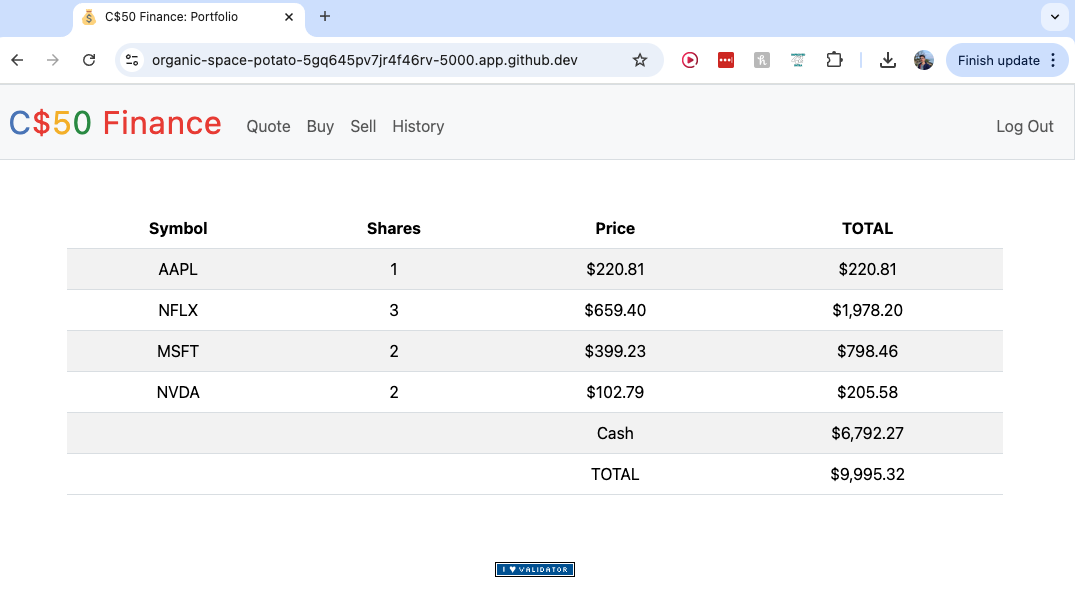 C$50 Finance: Portfolio
organic-space-potato-5gq645pv7jr4f46rv-5000.app.github.dev
Finish update
C$50 Finance Quote Buy Sell History Log Out
Symbol Shares Price TOTAL
AAPL 1 $220.81 $220.81
NFLX 3 $659.40 $1,978.20
MSFT 2 $399.23 $798.46
NVDA 2 $102.79 $205.58
Cash $6,792.27
TOTAL $9,995.32
I ♥ VALIDATOR